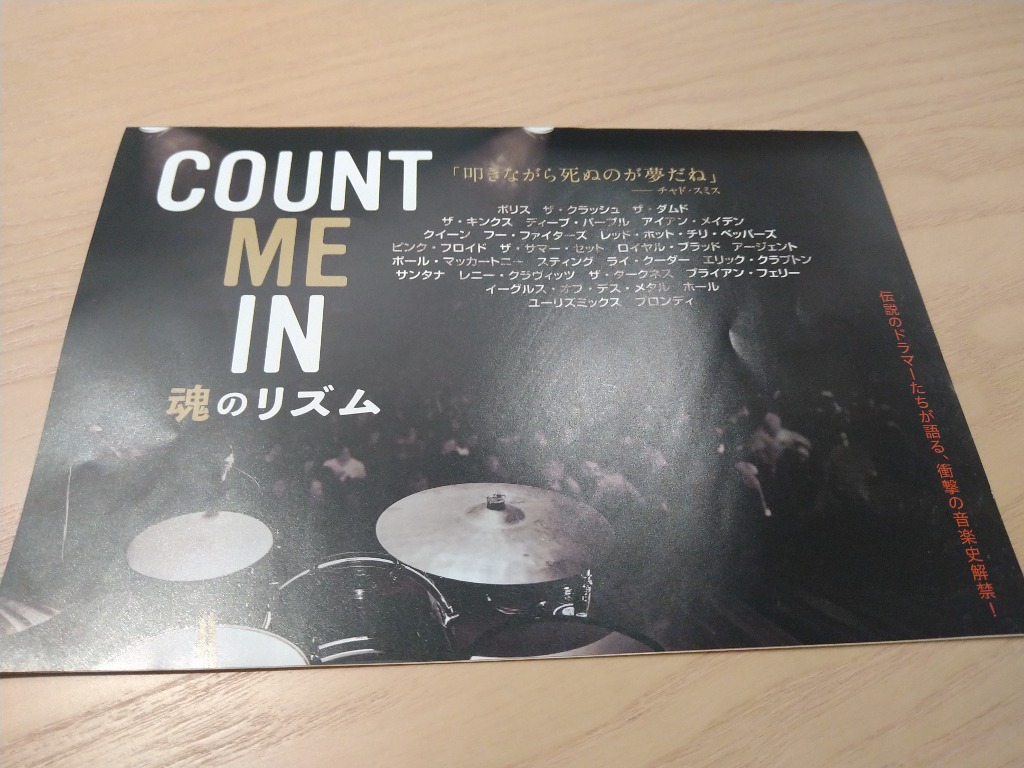 COUNT
ME
IN
魂のリズム
「叩きながら死ぬのが夢だね」
── チャド・スミス
ポリス ザ・クラッシュ ザ・ダムド
ザ・キンクス ディープ・パープル アイアン・メイデン
クイーン フー・ファイターズ レッド・ホット・チリ・ペッパーズ
ピンク・フロイド ザ・サマー・セット ロイヤル・ブラッド アージェント
ポール・マッカートニー スティング ライ・クーダー エリック・クラプトン
サンタナ レニー・クラヴィッツ ザ・ダークネス ブライアン・フェリー
イーグルス・オブ・デス・メタル ホール
ユーリズミックス ブロンディ
伝説のドラマーたちが語る、衝撃の音楽史解禁！